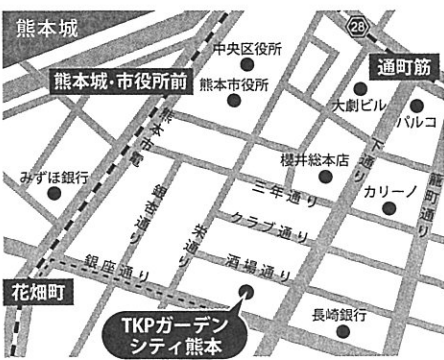 熊本城
28
中央区役所
通町筋
熊本城・市役所前
熊本市役所
大劇ビル
パルコ
熊本市電
下通り
櫻井総本店
みずほ銀行
三年通り
カリーノ
銀杏通り
栄通り
クラブ通り
銀座通り
酒場通り
花畑町
TKPガーデン
シティ熊本
長崎銀行